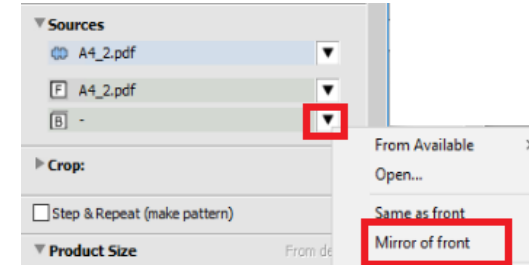 Sources
A4_2.pdf
F A4_2.pdf
B -
From Available
Open...
Crop:
Same as front
Step & Repeat (make pattern)
Mirror of front
Product Size From de